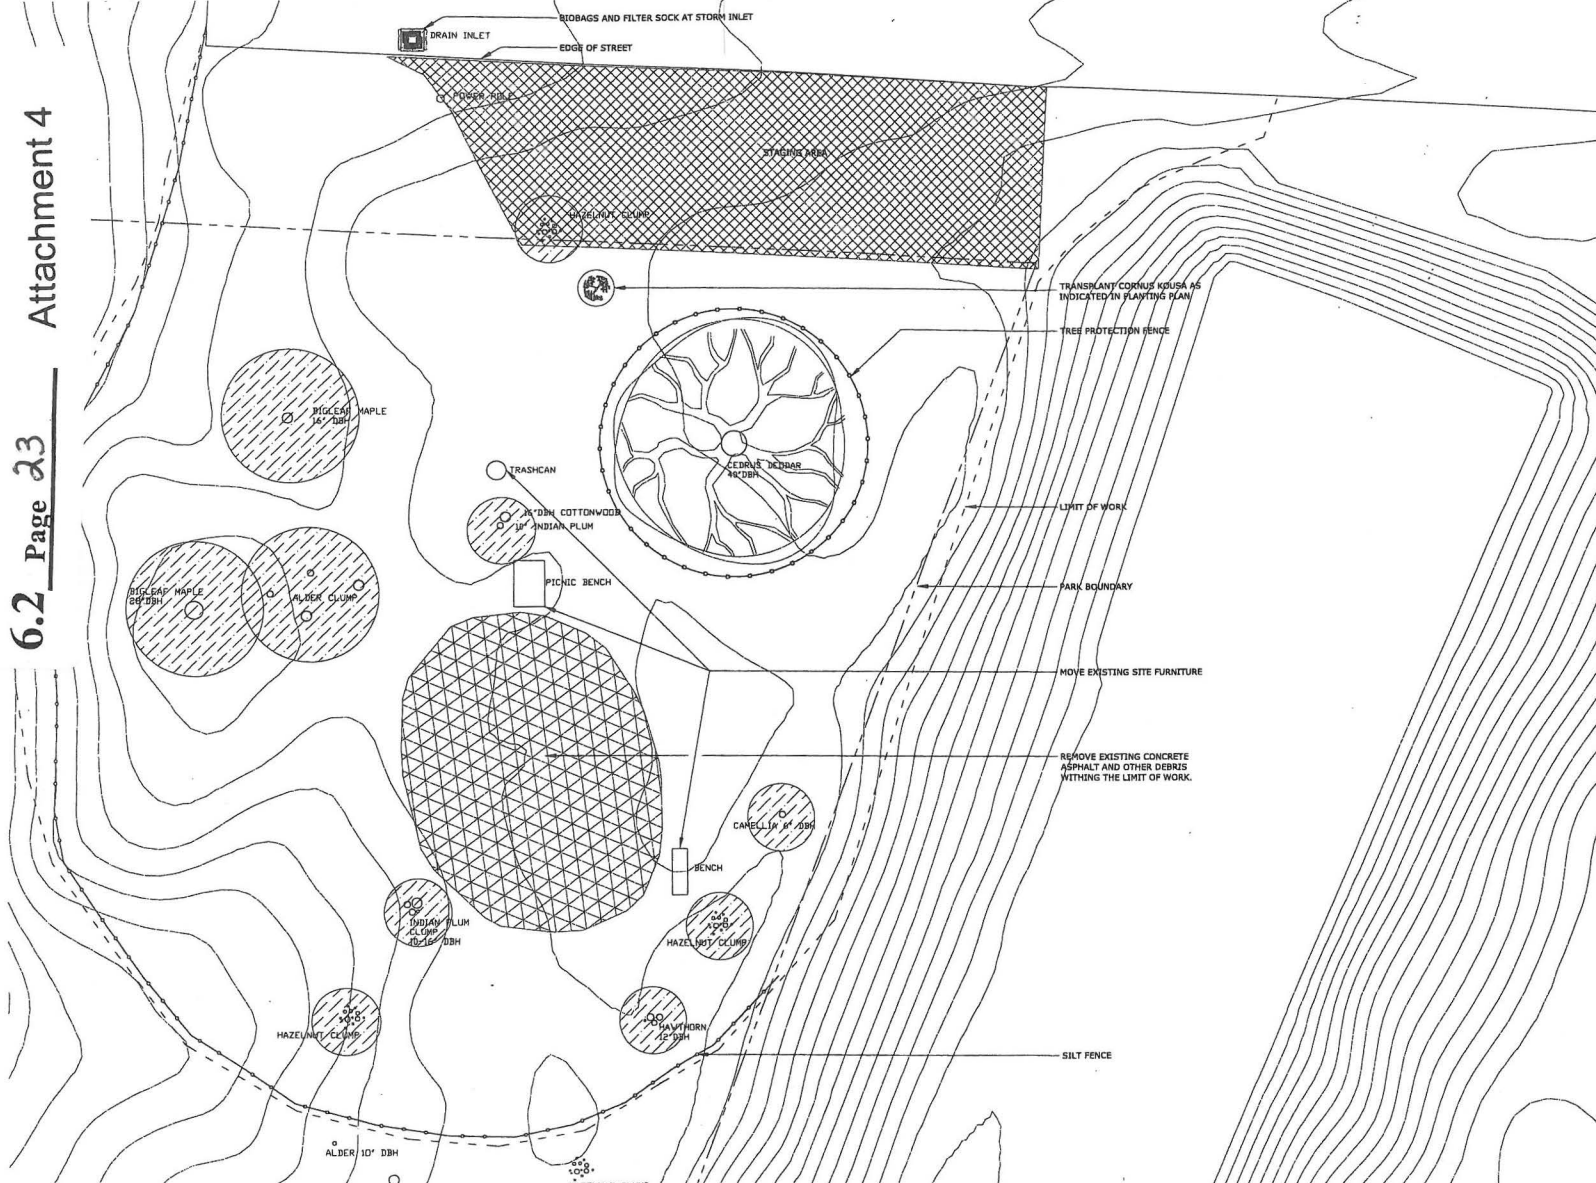 6.2 Page 23 Attachment 4
BIOBAGS AND FILTER SOCK AT STORM INLET
DRAIN INLET
EDGE OF STREET
POWER POLE
STAGING AREA
HAZELNUT CLUMP
TRANSPLANT CORNUS KOUSA AS
INDICATED IN PLANTING PLAN
TREE PROTECTION FENCE
BIGLEAF MAPLE
16" DBH
TRASHCAN
CEDRUS DEODAR
49"DBH
LIMIT OF WORK
16"DBH COTTONWOOD
10" INDIAN PLUM
PICNIC BENCH
PARK BOUNDARY
BIGLEAF MAPLE
28"DBH
ALDER CLUMP
MOVE EXISTING SITE FURNITURE
REMOVE EXISTING CONCRETE
ASPHALT AND OTHER DEBRIS
WITHING THE LIMIT OF WORK.
CAMELLIA 6" DBH
BENCH
INDIAN PLUM
CLUMP
10-16" DBH
HAZELNUT CLUMP
HAZELNUT CLUMP
HAWTHORN
12"DBH
SILT FENCE
ALDER 10" DBH